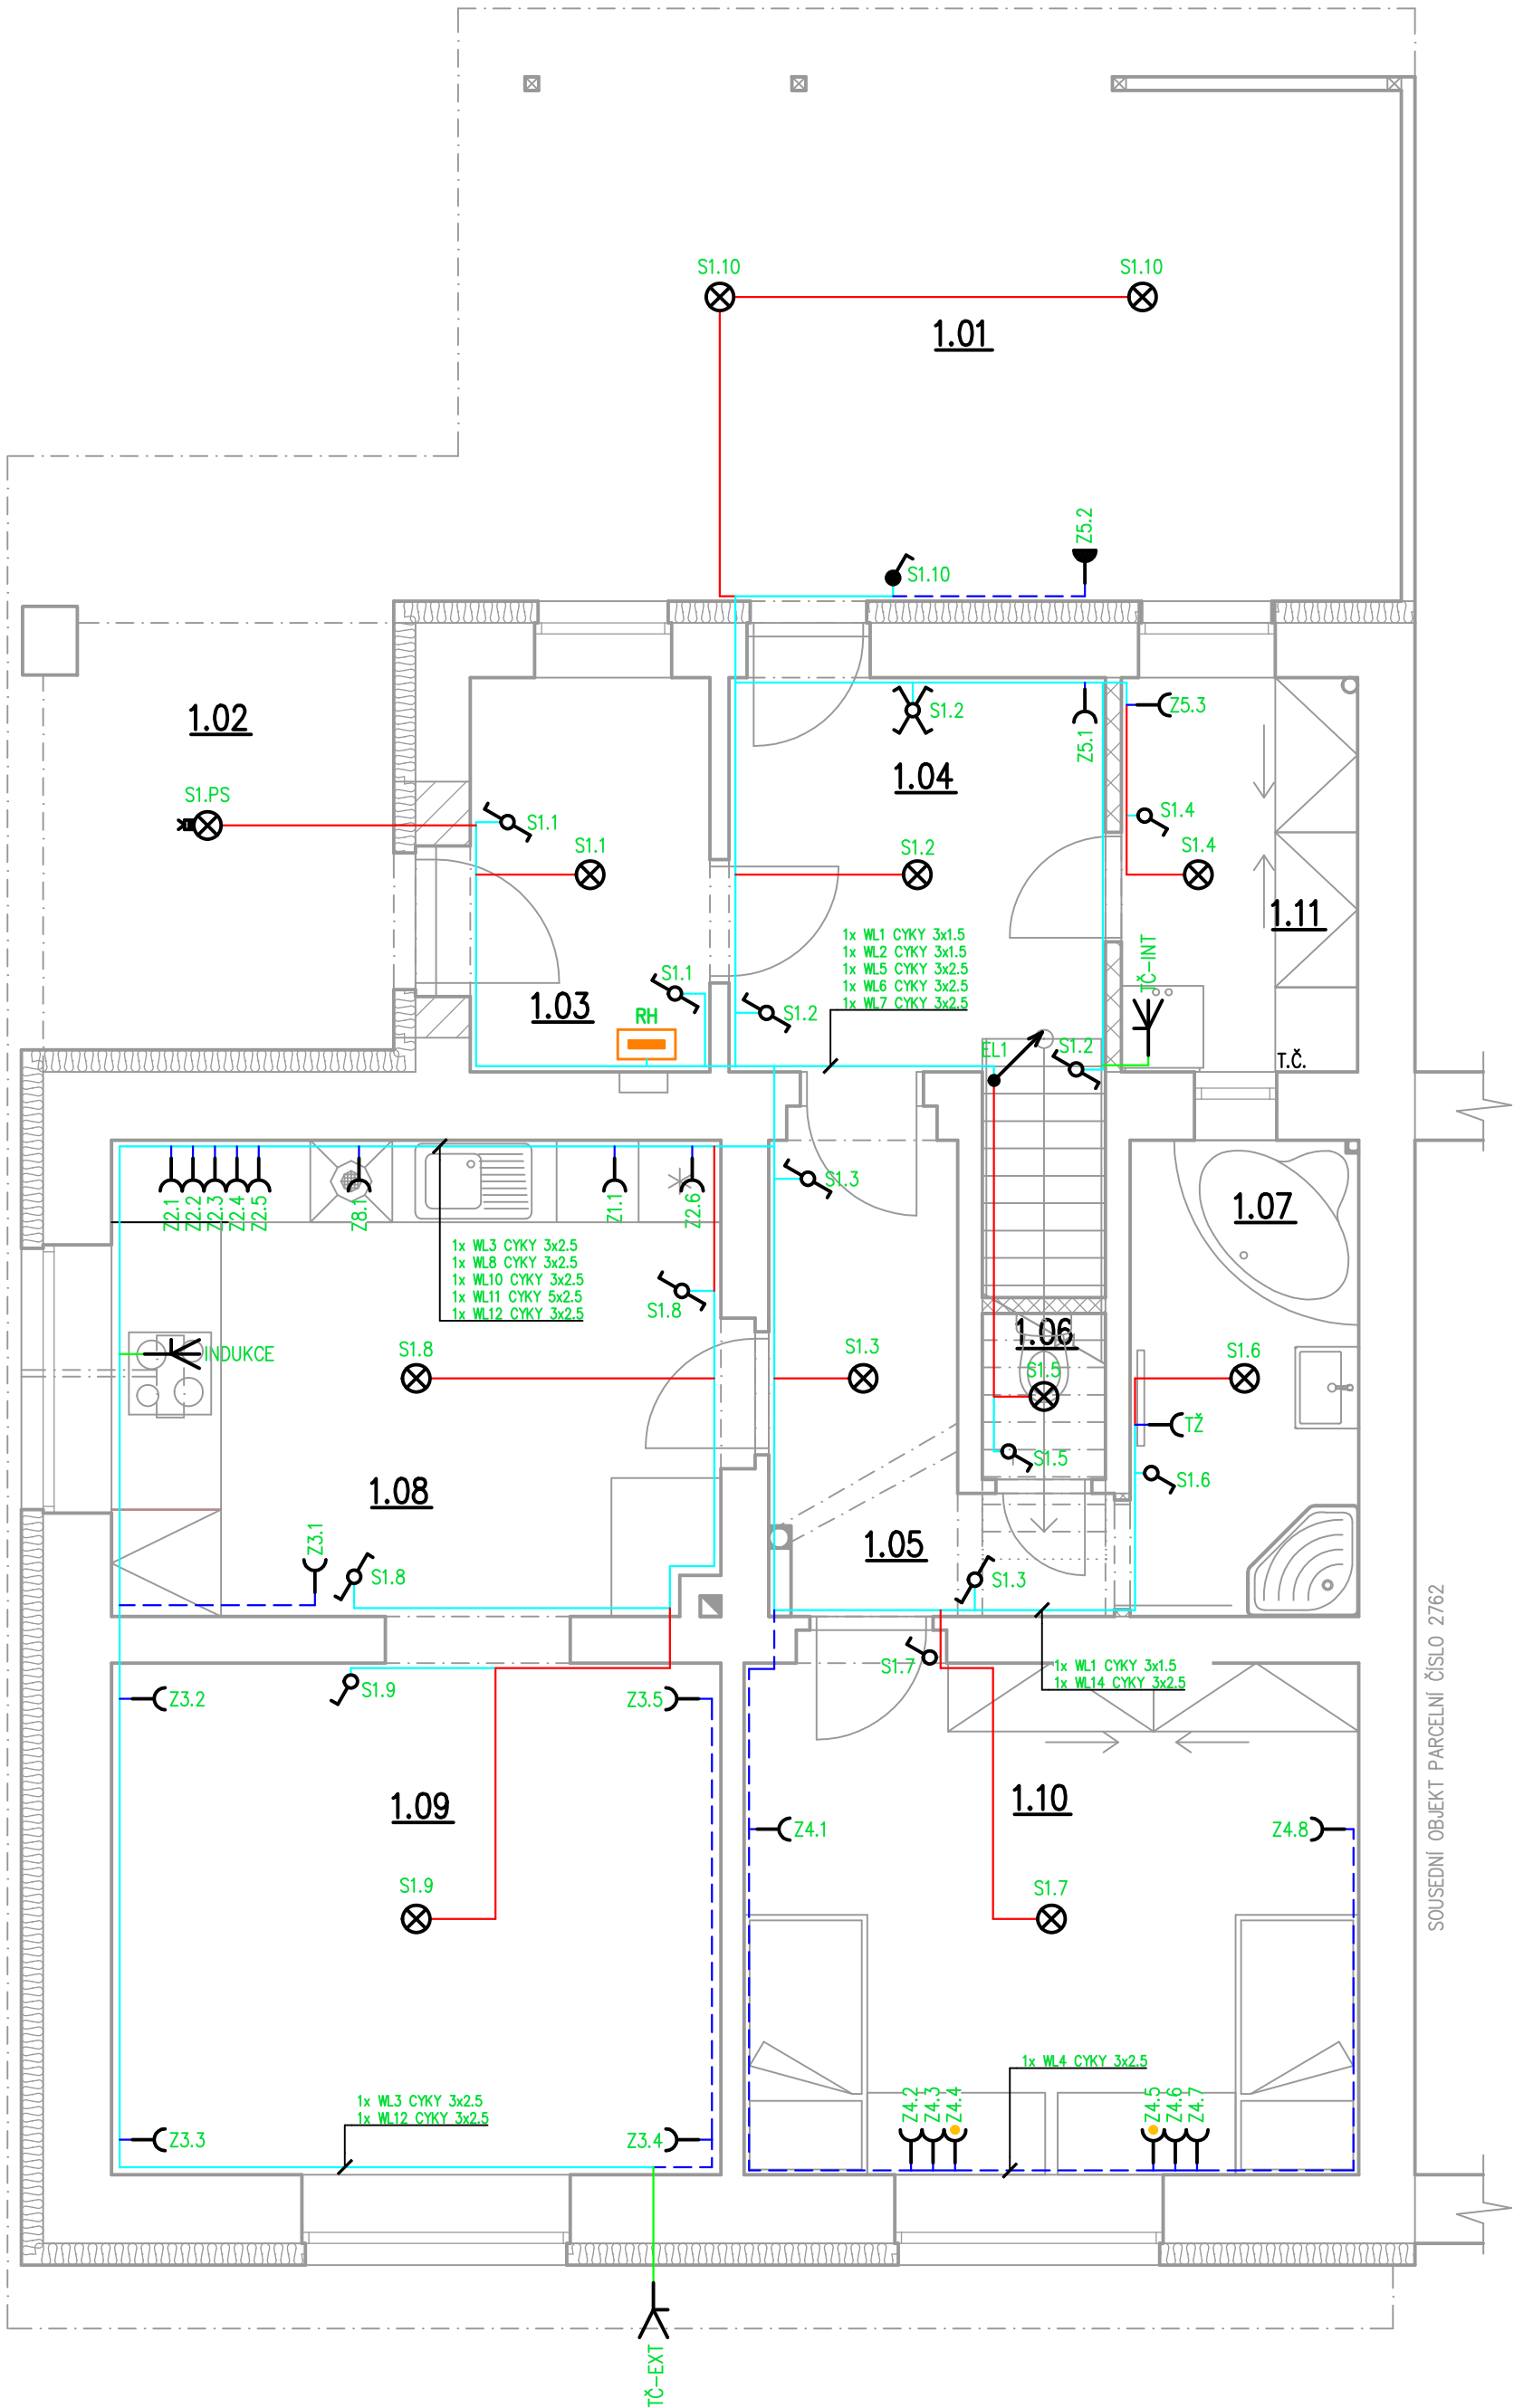 S1.10
S1.10
1.01
Z5.2
S1.10
1.02
S1.2
Z5.3
Z5.1
1.04
S1.PS
S1.1
S1.4
S1.1
S1.2
S1.4
1.11
1x WL1 CYKY 3x1.5
1x WL2 CYKY 3x1.5
1x WL5 CYKY 3x2.5
1x WL6 CYKY 3x2.5
1x WL7 CYKY 3x2.5
TČ-INT
S1.1
1.03
RH
S1.2
EL1
S1.2
T.Č.
S1.3
1.07
Z2.1
Z2.2
Z2.3
Z2.4
Z2.5
Z8.1
Z1.1
Z2.6
1x WL3 CYKY 3x2.5
1x WL8 CYKY 3x2.5
1x WL10 CYKY 3x2.5
1x WL11 CYKY 5x2.5
1x WL12 CYKY 3x2.5
S1.8
1.06
INDUKCE
S1.8
S1.3
S1.5
S1.6
TŽ
S1.5
S1.6
1.08
1.05
Z3.1
S1.8
S1.3
SOUSEDNÍ OBJEKT PARCELNÍ ČÍSLO 2762
S1.7
1x WL1 CYKY 3x1.5
1x WL14 CYKY 3x2.5
Z3.2
S1.9
Z3.5
1.09
1.10
Z4.1
Z4.8
S1.9
S1.7
1x WL4 CYKY 3x2.5
1x WL3 CYKY 3x2.5
1x WL12 CYKY 3x2.5
Z4.2
Z4.3
Z4.4
Z4.5
Z4.6
Z4.7
Z3.3
Z3.4
TČ-EXT